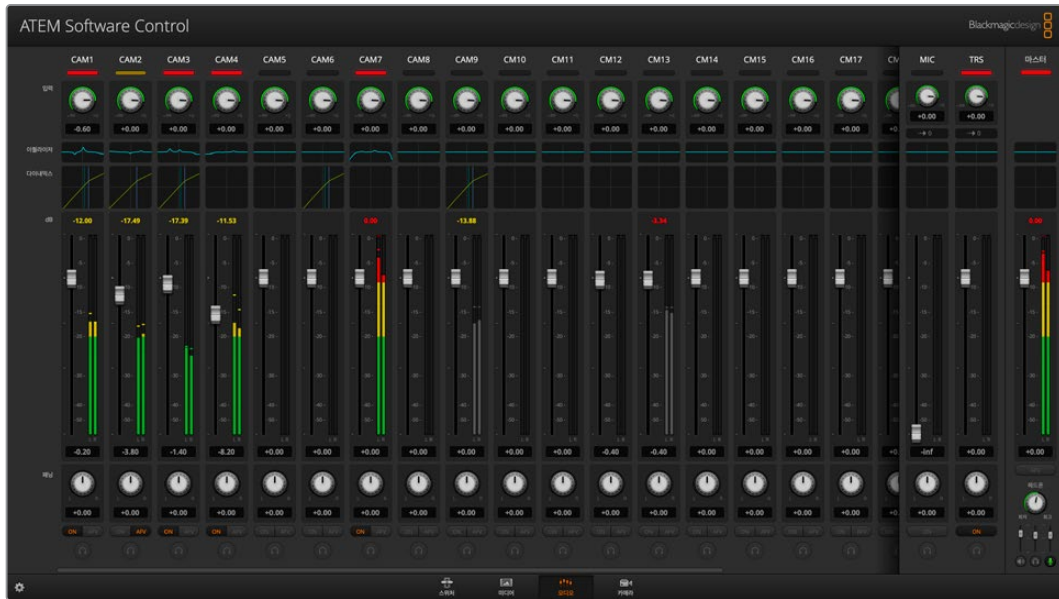 ATEM Software Control
Blackmagicdesign
CAM1 CAM2 CAM3 CAM4 CAM5 CAM6 CAM7 CAM8 CAM9 CM10 CM11 CM12 CM13 CM14 CM15 CM16 CM17 CM MIC TRS 마스터
입력
-0.60 +0.00 +0.00 +0.00 +0.00 +0.00 +0.00 +0.00 +0.00 +0.00 +0.00 +0.00 +0.00 +0.00 +0.00 +0.00 +0.00 +0. +0.00 +0.00
이퀄라이저
다이내믹스
dB -12.00 -17.49 -17.39 -11.53 0.00 -13.88 -3.54 0.00
-0.20 -3.80 -1.40 -8.20 +0.00 +0.00 +0.00 +0.00 +0.00 +0.00 +0.00 -0.40 -0.40 +0.00 +0.00 +0.00 +0.00 +0. -inf +0.00 +0.00
패닝
+0.00 +0.00 +0.00 +0.00 +0.00 +0.00 +0.00 +0.00 +0.00 +0.00 +0.00 +0.00 +0.00 +0.00 +0.00 +0.00 +0.00 +0. +0.00 +0.00
헤드폰
ON AFV ON ON ON ON
스위처 미디어 오디오 카메라